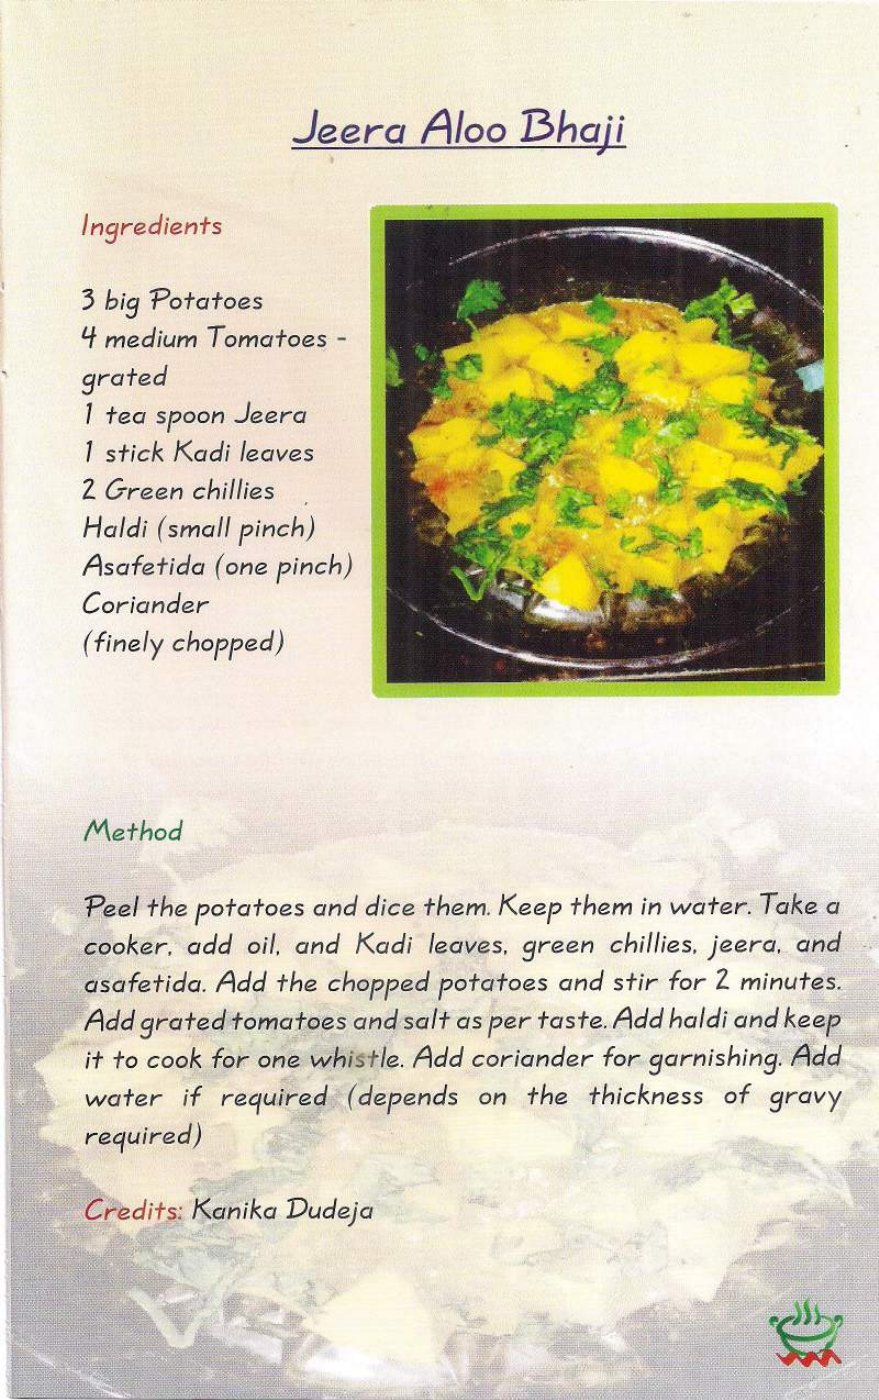 Jeera Aloo Bhaji
Ingredients
3 big Potatoes
4 medium Tomatoes -
grated
1 tea spoon Jeera
1 stick Kadi leaves
2 Green chillies
Haldi (small pinch)
Asafetida (one pinch)
Coriander
(finely chopped)
Method
Peel the potatoes and dice them. Keep them in water. Take a
cooker, add oil, and Kadi leaves, green chillies, jeera, and
asafetida. Add the chopped potatoes and stir for 2 minutes.
Add grated tomatoes and salt as per taste. Add haldi and keep
it to cook for one whistle. Add coriander for garnishing. Add
water if required (depends on the thickness of gravy
required)
Credits: Kanika Dudeja